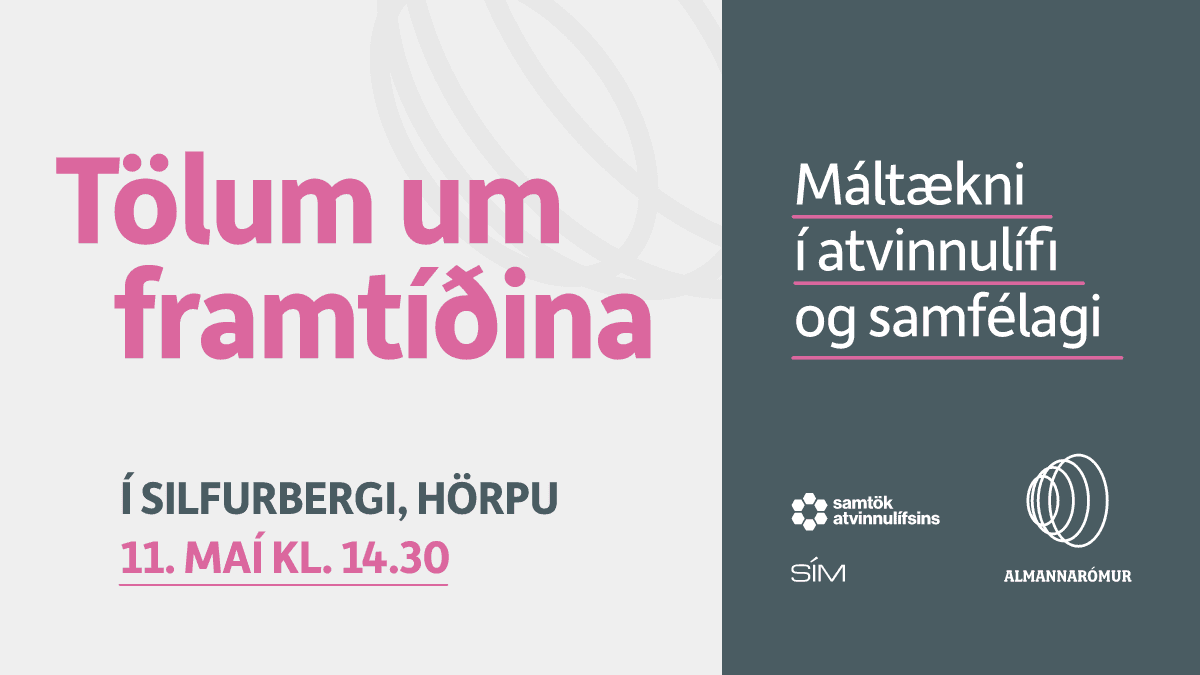 Tölum um
framtíðina
Í SILFURBERGI, HÖRPU
11. MAÍ KL. 14.30
Máltækni
í atvinnulífi
og samfélagi
samtök
atvinnulífsins
SÍM
ALMANNARÓMUR